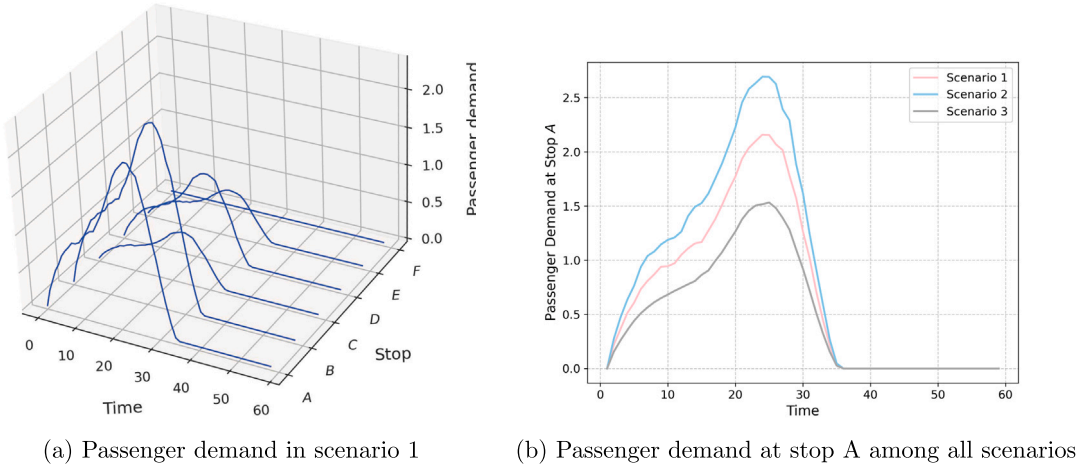 2.0
1.5
1.0
0.5
0.0
Passenger demand
0
10
20
30
40
50
60
Time
A
B
C
D
E
F
Stop
(a) Passenger demand in scenario 1
Scenario 1
Scenario 2
Scenario 3
2.5
2.0
1.5
1.0
0.5
0.0
Passenger Demand at Stop A
0
10
20
30
40
50
60
Time
(b) Passenger demand at stop A among all scenarios